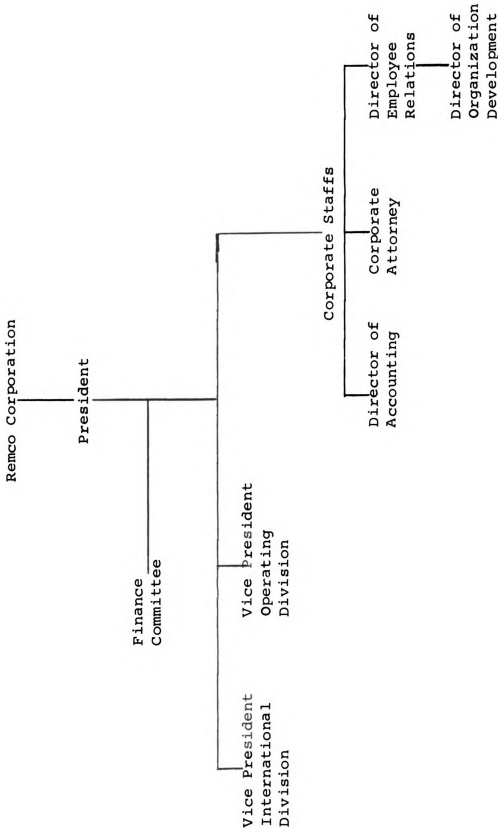 Remco Corporation
President
Finance
Committee
Vice President
International
Division
Vice President
Operating
Division
Corporate Staffs
Director of
Accounting
Corporate
Attorney
Director of
Employee
Relations
Director of
Organization
Development